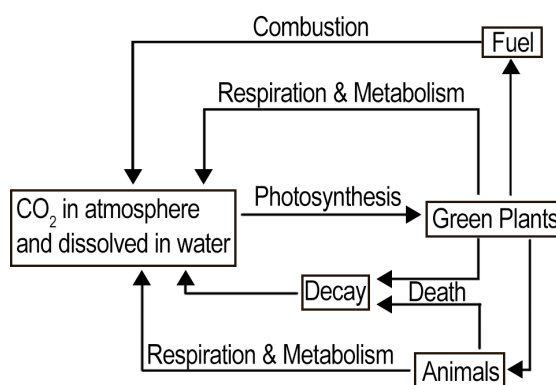 Combustion
Fuel
Respiration & Metabolism
Photosynthesis
CO₂ in atmosphere
and dissolved in water
Green Plants
Decay
Death
Respiration & Metabolism
Animals